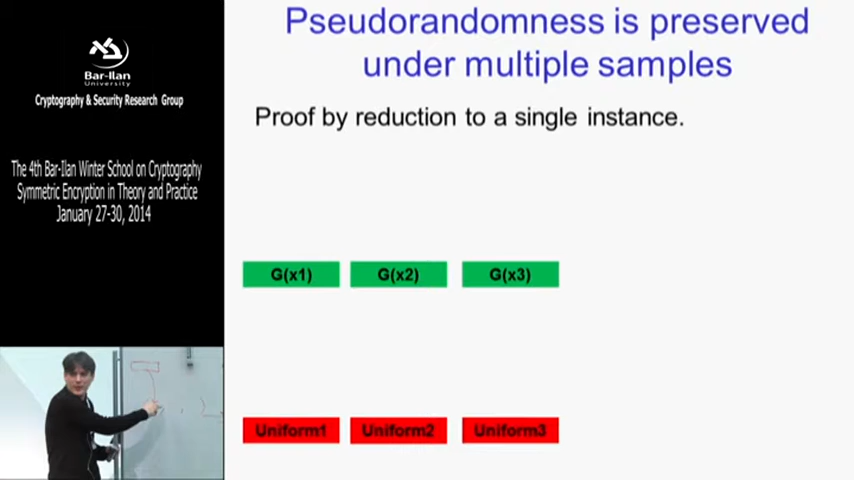 Bar-Ilan
University
Cryptography & Security Research Group
The 4th Bar-Ilan Winter School on Cryptography
Symmetric Encryption in Theory and Practice
January 27-30, 2014
Pseudorandomness is preserved
under multiple samples
Proof by reduction to a single instance.
G(x1) G(x2) G(x3)
Uniform1 Uniform2 Uniform3